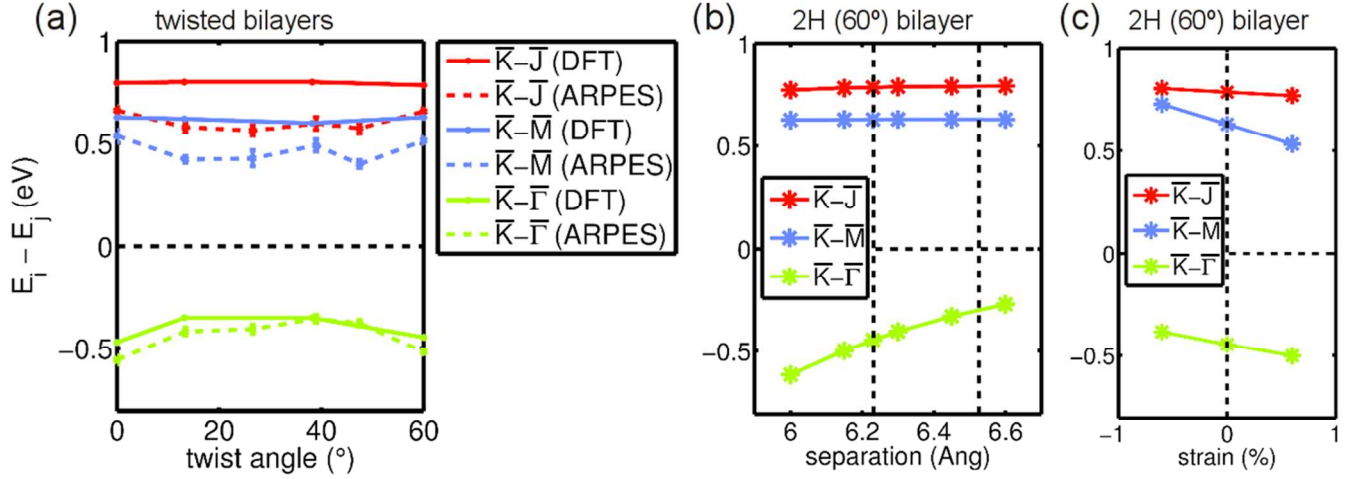 (a) twisted bilayers
E_i − E_j (eV)
1
0.5
0
−0.5
0 20 40 60
twist angle (°)
K̅–J̅ (DFT)
K̅–J̅ (ARPES)
K̅–M̅ (DFT)
K̅–M̅ (ARPES)
K̅–Γ̅ (DFT)
K̅–Γ̅ (ARPES)
(b) 2H (60º) bilayer
1
0.5
0
−0.5
K̅–J̅
K̅–M̅
K̅–Γ̅
6 6.2 6.4 6.6
separation (Ang)
(c) 2H (60º) bilayer
1
0.5
0
−0.5
K̅–J̅
K̅–M̅
K̅–Γ̅
−1 0 1
strain (%)